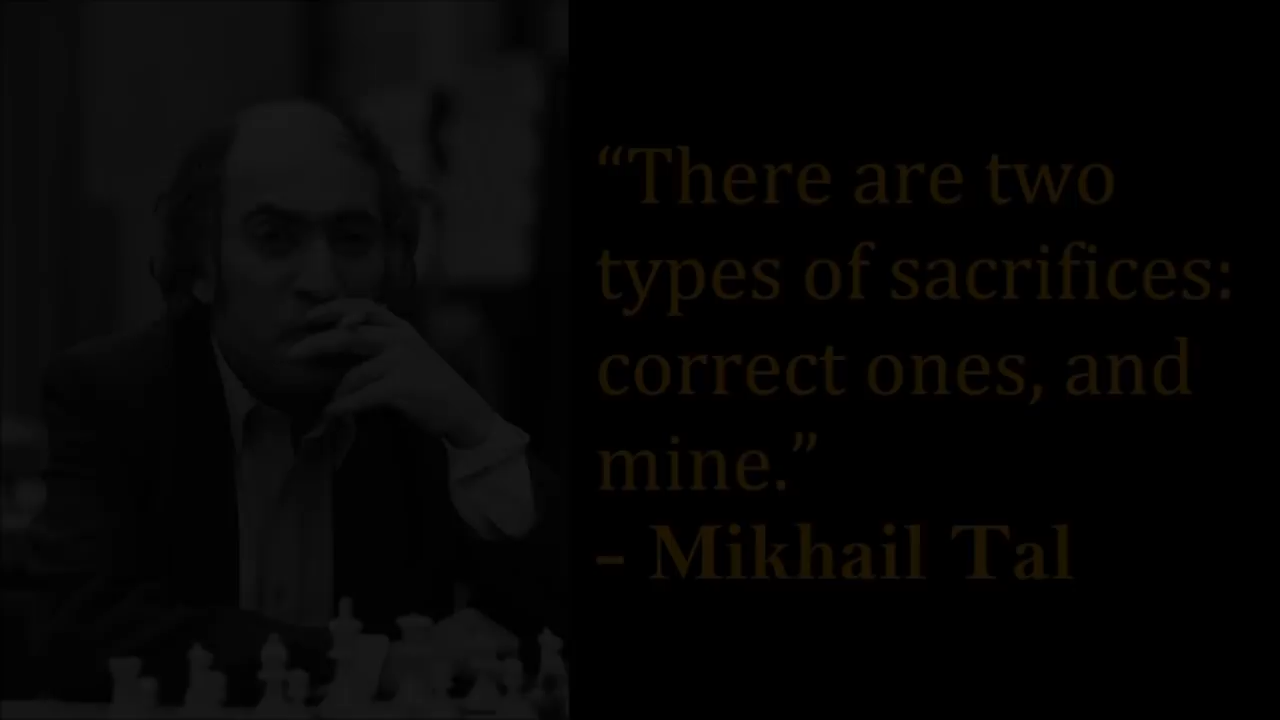 “There are two
types of sacrifices:
correct ones, and
mine.”
- Mikhail Tal